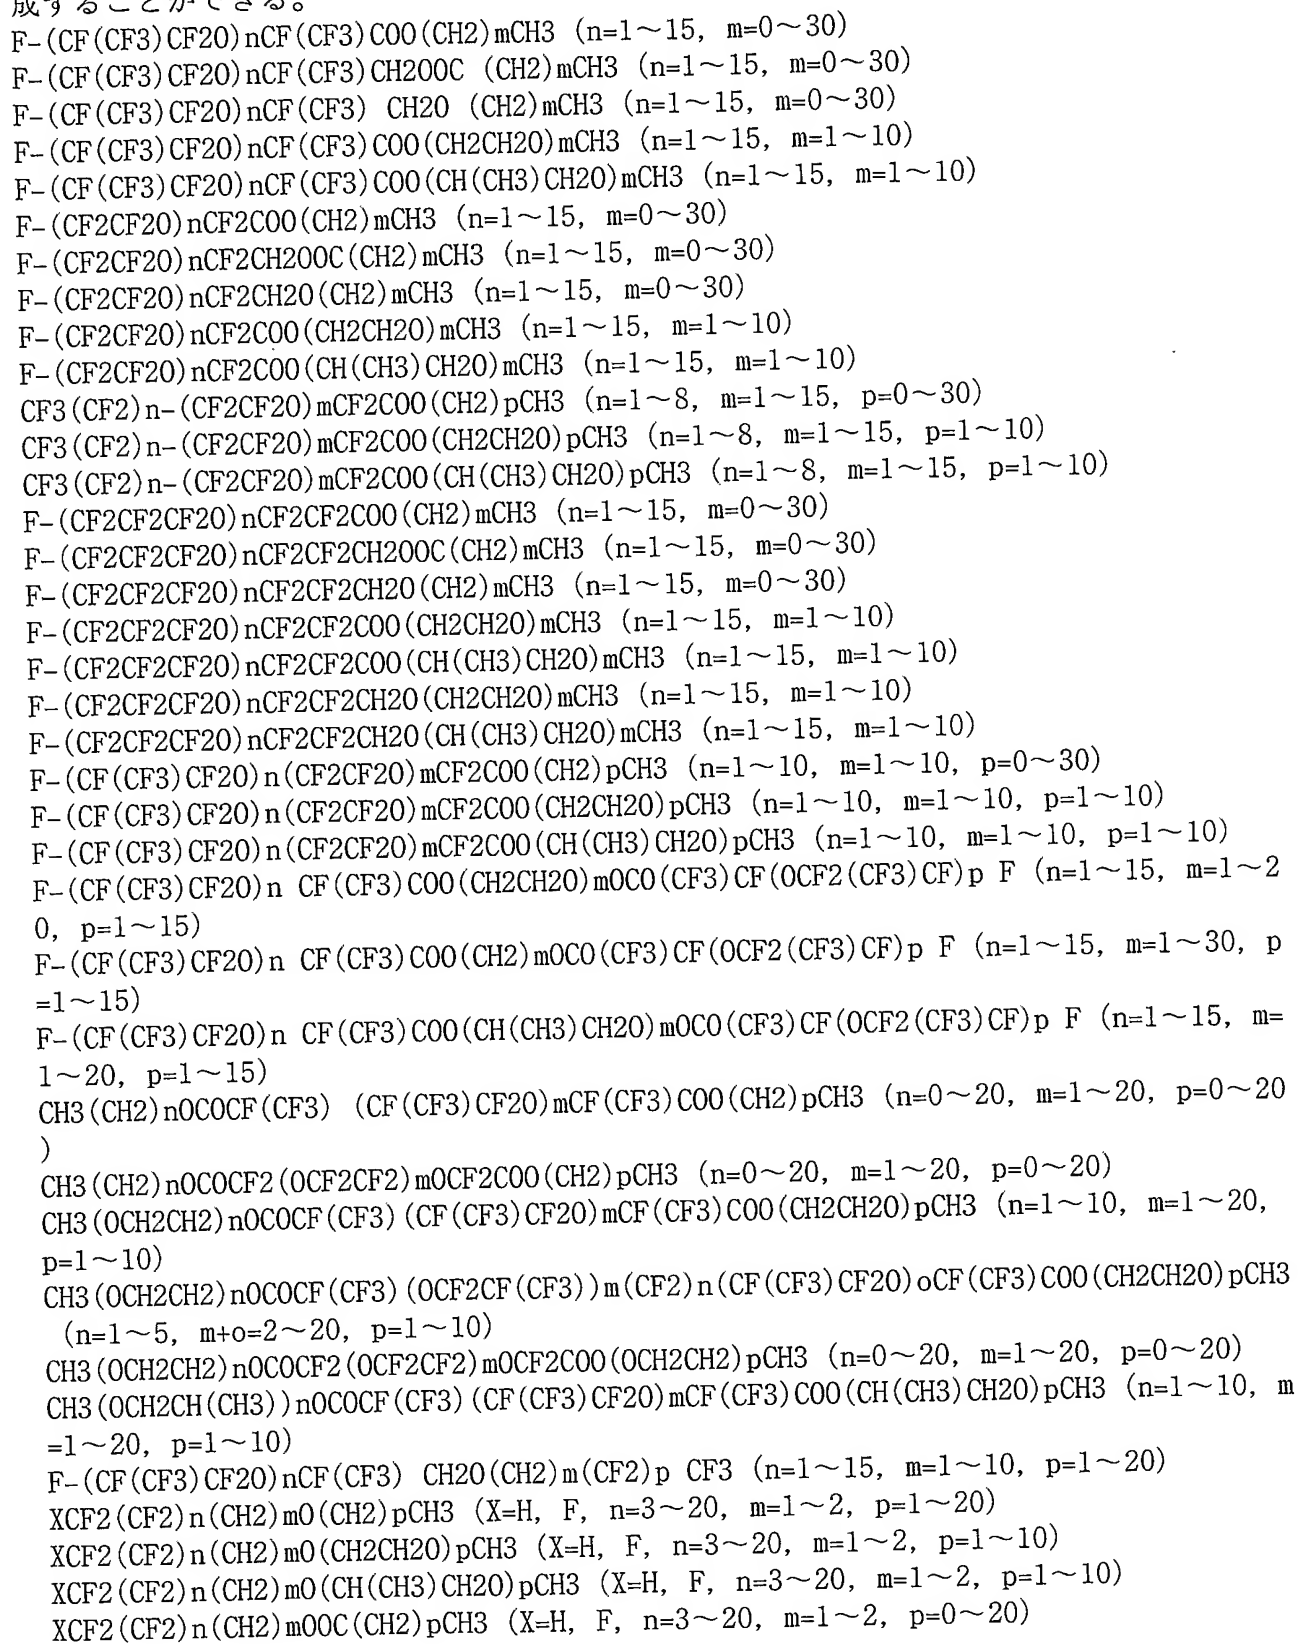 成することができる。
F-(CF(CF3)CF2O)nCF(CF3)COO(CH2)mCH3 (n=1～15, m=0～30)
F-(CF(CF3)CF2O)nCF(CF3)CH2OOC (CH2)mCH3 (n=1～15, m=0～30)
F-(CF(CF3)CF2O)nCF(CF3) CH2O (CH2)mCH3 (n=1～15, m=0～30)
F-(CF(CF3)CF2O)nCF(CF3)COO(CH2CH2O)mCH3 (n=1～15, m=1～10)
F-(CF(CF3)CF2O)nCF(CF3)COO(CH(CH3)CH2O)mCH3 (n=1～15, m=1～10)
F-(CF2CF2O)nCF2COO(CH2)mCH3 (n=1～15, m=0～30)
F-(CF2CF2O)nCF2CH2OOC(CH2)mCH3 (n=1～15, m=0～30)
F-(CF2CF2O)nCF2CH2O(CH2)mCH3 (n=1～15, m=0～30)
F-(CF2CF2O)nCF2COO(CH2CH2O)mCH3 (n=1～15, m=1～10)
F-(CF2CF2O)nCF2COO(CH(CH3)CH2O)mCH3 (n=1～15, m=1～10)
CF3(CF2)n-(CF2CF2O)mCF2COO(CH2)pCH3 (n=1～8, m=1～15, p=0～30)
CF3(CF2)n-(CF2CF2O)mCF2COO(CH2CH2O)pCH3 (n=1～8, m=1～15, p=1～10)
CF3(CF2)n-(CF2CF2O)mCF2COO(CH(CH3)CH2O)pCH3 (n=1～8, m=1～15, p=1～10)
F-(CF2CF2CF2O)nCF2CF2COO(CH2)mCH3 (n=1～15, m=0～30)
F-(CF2CF2CF2O)nCF2CF2CH2OOC(CH2)mCH3 (n=1～15, m=0～30)
F-(CF2CF2CF2O)nCF2CF2CH2O(CH2)mCH3 (n=1～15, m=0～30)
F-(CF2CF2CF2O)nCF2CF2COO(CH2CH2O)mCH3 (n=1～15, m=1～10)
F-(CF2CF2CF2O)nCF2CF2COO(CH(CH3)CH2O)mCH3 (n=1～15, m=1～10)
F-(CF2CF2CF2O)nCF2CF2CH2O(CH2CH2O)mCH3 (n=1～15, m=1～10)
F-(CF2CF2CF2O)nCF2CF2CH2O(CH(CH3)CH2O)mCH3 (n=1～15, m=1～10)
F-(CF(CF3)CF2O)n(CF2CF2O)mCF2COO(CH2)pCH3 (n=1～10, m=1～10, p=0～30)
F-(CF(CF3)CF2O)n(CF2CF2O)mCF2COO(CH2CH2O)pCH3 (n=1～10, m=1～10, p=1～10)
F-(CF(CF3)CF2O)n(CF2CF2O)mCF2COO(CH(CH3)CH2O)pCH3 (n=1～10, m=1～10, p=1～10)
F-(CF(CF3)CF2O)n CF(CF3)COO(CH2CH2O)mOCO(CF3)CF(OCF2(CF3)CF)p F (n=1～15, m=1～2
0, p=1～15)
F-(CF(CF3)CF2O)n CF(CF3)COO(CH2)mOCO(CF3)CF(OCF2(CF3)CF)p F (n=1～15, m=1～30, p
=1～15)
F-(CF(CF3)CF2O)n CF(CF3)COO(CH(CH3)CH2O)mOCO(CF3)CF(OCF2(CF3)CF)p F (n=1～15, m=
1～20, p=1～15)
CH3(CH2)nOCOCF(CF3) (CF(CF3)CF2O)mCF(CF3)COO(CH2)pCH3 (n=0～20, m=1～20, p=0～20
)
CH3(CH2)nOCOCF2(OCF2CF2)mOCF2COO(CH2)pCH3 (n=0～20, m=1～20, p=0～20)
CH3(OCH2CH2)nOCOCF(CF3)(CF(CF3)CF2O)mCF(CF3)COO(CH2CH2O)pCH3 (n=1～10, m=1～20,
p=1～10)
CH3(OCH2CH2)nOCOCF(CF3)(OCF2CF(CF3))m(CF2)n(CF(CF3)CF2O)oCF(CF3)COO(CH2CH2O)pCH3
(n=1～5, m+o=2～20, p=1～10)
CH3(OCH2CH2)nOCOCF2(OCF2CF2)mOCF2COO(OCH2CH2)pCH3 (n=0～20, m=1～20, p=0～20)
CH3(OCH2CH(CH3))nOCOCF(CF3)(CF(CF3)CF2O)mCF(CF3)COO(CH(CH3)CH2O)pCH3 (n=1～10, m
=1～20, p=1～10)
F-(CF(CF3)CF2O)nCF(CF3) CH2O(CH2)m(CF2)p CF3 (n=1～15, m=1～10, p=1～20)
XCF2(CF2)n(CH2)mO(CH2)pCH3 (X=H, F, n=3～20, m=1～2, p=1～20)
XCF2(CF2)n(CH2)mO(CH2CH2O)pCH3 (X=H, F, n=3～20, m=1～2, p=1～10)
XCF2(CF2)n(CH2)mO(CH(CH3)CH2O)pCH3 (X=H, F, n=3～20, m=1～2, p=1～10)
XCF2(CF2)n(CH2)mOOC(CH2)pCH3 (X=H, F, n=3～20, m=1～2, p=0～20)